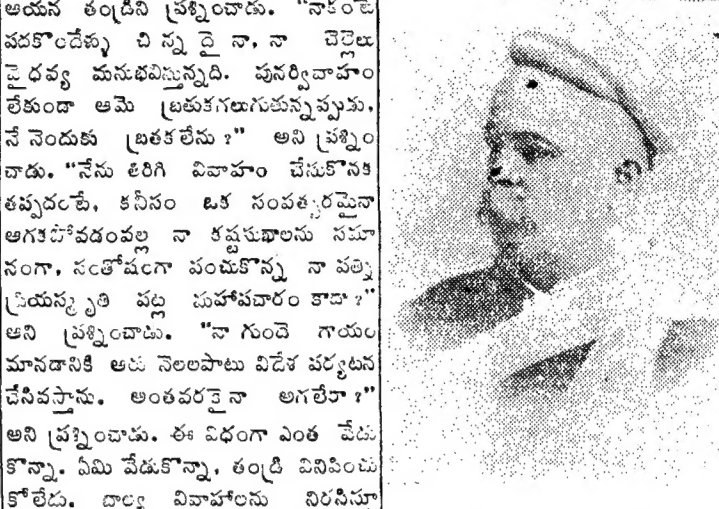 ఆయన తండ్రిని ప్రశ్నించాడు. "నాకంటె
పదకొండేళ్ళు చిన్నదైనా, నా చెల్లెలు
వైధవ్య మనుభవిస్తున్నది. పునర్వివాహం
లేకుండా ఆమె బ్రతుకగలుగుతున్నప్పుడు,
నే నెందుకు బ్రతకలేను?" అని ప్రశ్నిం
చాడు. "నేను తిరిగి వివాహం చేసుకొనక
తప్పదంటే, కనీసం ఒక సంవత్సరమైనా
ఆగకపోవడంవల్ల నా కష్టసుఖాలను సమా
నంగా, సంతోషంగా పంచుకొన్న నా పత్ని
ప్రియస్మృతి పట్ల మహాపచారం కాదా?"
అని ప్రశ్నించాడు. "నా గుండె గాయం
మానడానికి ఆరు నెలలపాటు విదేశ పర్యటన
చేసివస్తాను. అంతవరకైనా ఆగలేరా?"
అని ప్రశ్నించాడు. ఈ విధంగా ఎంత వేడు
కొన్నా. ఏమి వేడుకొన్నా, తండ్రి వినిపించు
కోలేదు. బాల్య వివాహాలను నిరసిస్తూ